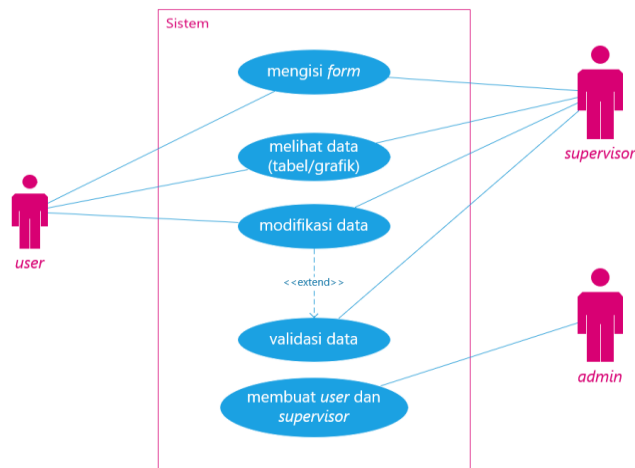 Sistem
mengisi form
melihat data
(tabel/grafik)
supervisor
modifikasi data
user
<<extend>>
validasi data
admin
membuat user dan
supervisor